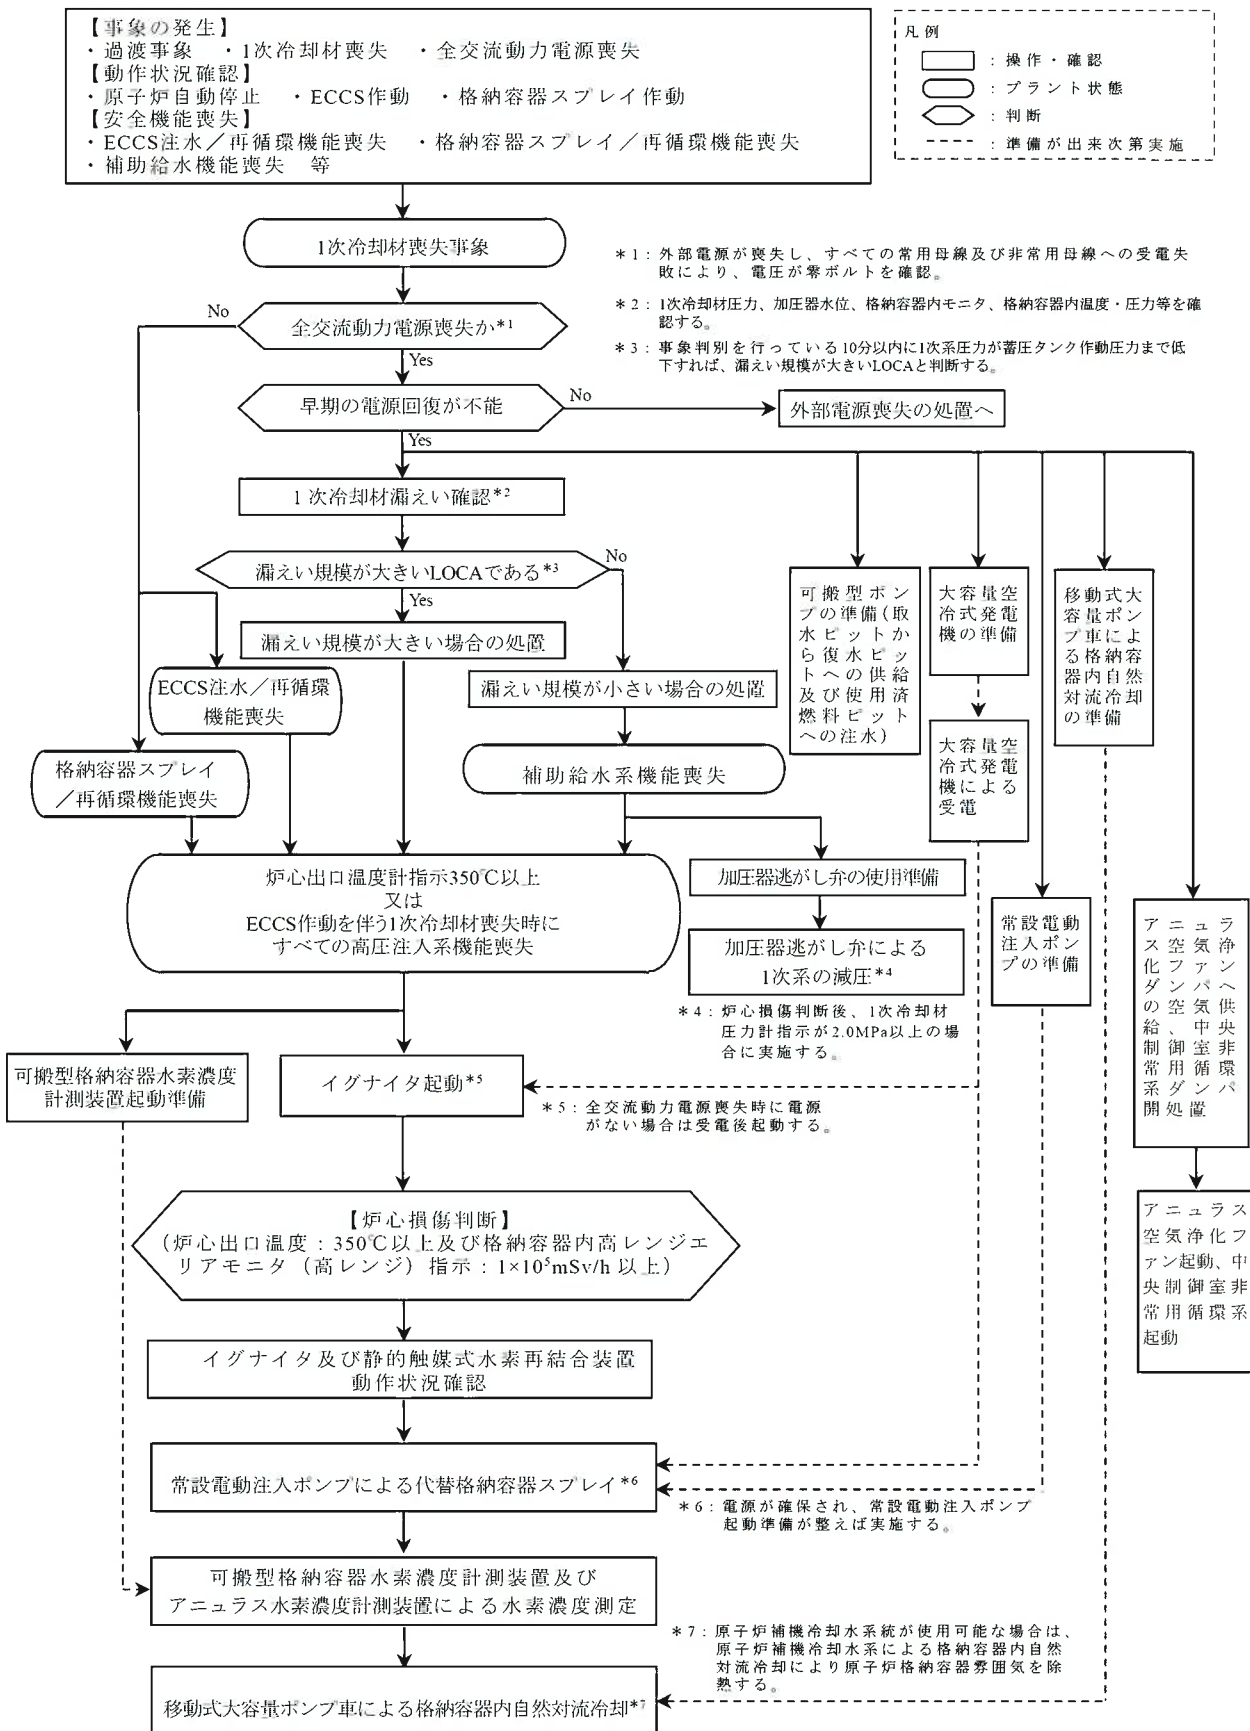 【事象の発生】
・過渡事象　・1次冷却材喪失　・全交流動力電源喪失
【動作状況確認】
・原子炉自動停止　・ECCS作動　・格納容器スプレイ作動
【安全機能喪失】
・ECCS注水／再循環機能喪失　・格納容器スプレイ／再循環機能喪失
・補助給水機能喪失　等
凡例
：操作・確認
：プラント状態
：判断
：準備が出来次第実施
1次冷却材喪失事象
＊1：外部電源が喪失し、すべての常用母線及び非常用母線への受電失
敗により、電圧が零ボルトを確認。
＊2：1次冷却材圧力、加圧器水位、格納容器内モニタ、格納容器内温度・圧力等を確
認する。
＊3：事象判別を行っている10分以内に1次系圧力が蓄圧タンク作動圧力まで低
下すれば、漏えい規模が大きいLOCAと判断する。
No
全交流動力電源喪失か*1
Yes
早期の電源回復が不能
No
外部電源喪失の処置へ
Yes
1次冷却材漏えい確認*2
漏えい規模が大きいLOCAである*3
No
Yes
漏えい規模が大きい場合の処置
ECCS注水／再循環
機能喪失
漏えい規模が小さい場合の処置
格納容器スプレイ
／再循環機能喪失
補助給水系機能喪失
可搬型ポン
プの準備（取
水ピットか
ら復水ピッ
トへの供給
及び使用済
燃料ピット
への注水）
大容量空
冷式発電
機の準備
大容量空
冷式発電
機による
受電
移動式大
容量ポン
プ車によ
る格納容
器内自然
対流冷却
の準備
炉心出口温度計指示350℃以上
又は
ECCS作動を伴う1次冷却材喪失時に
すべての高圧注入系機能喪失
加圧器逃がし弁の使用準備
加圧器逃がし弁による
1次系の減圧*4
＊4：炉心損傷判断後、1次冷却材
圧力計指示が2.0MPa以上の場
合に実施する。
常設電動
注入ポン
プの準備
アニュラ
ス空気浄
化ファン
ダンパへ
の空気供
給、中央
制御室非
常用循環
系ダンパ
開処置
アニュラス
空気浄化フ
ァン起動、中
央制御室非
常用循環系
起動
可搬型格納容器水素濃度
計測装置起動準備
イグナイタ起動*5
＊5：全交流動力電源喪失時に電源
がない場合は受電後起動する。
【炉心損傷判断】
（炉心出口温度：350℃以上及び格納容器内高レンジエ
リアモニタ（高レンジ）指示：1×10⁵mSv/h 以上）
イグナイタ及び静的触媒式水素再結合装置
動作状況確認
常設電動注入ポンプによる代替格納容器スプレイ*6
＊6：電源が確保され、常設電動注入ポンプ
起動準備が整えば実施する。
可搬型格納容器水素濃度計測装置及び
アニュラス水素濃度計測装置による水素濃度測定
＊7：原子炉補機冷却水系統が使用可能な場合は、
原子炉補機冷却水系による格納容器内自然
対流冷却により原子炉格納容器雰囲気を除
熱する。
移動式大容量ポンプ車による格納容器内自然対流冷却*7